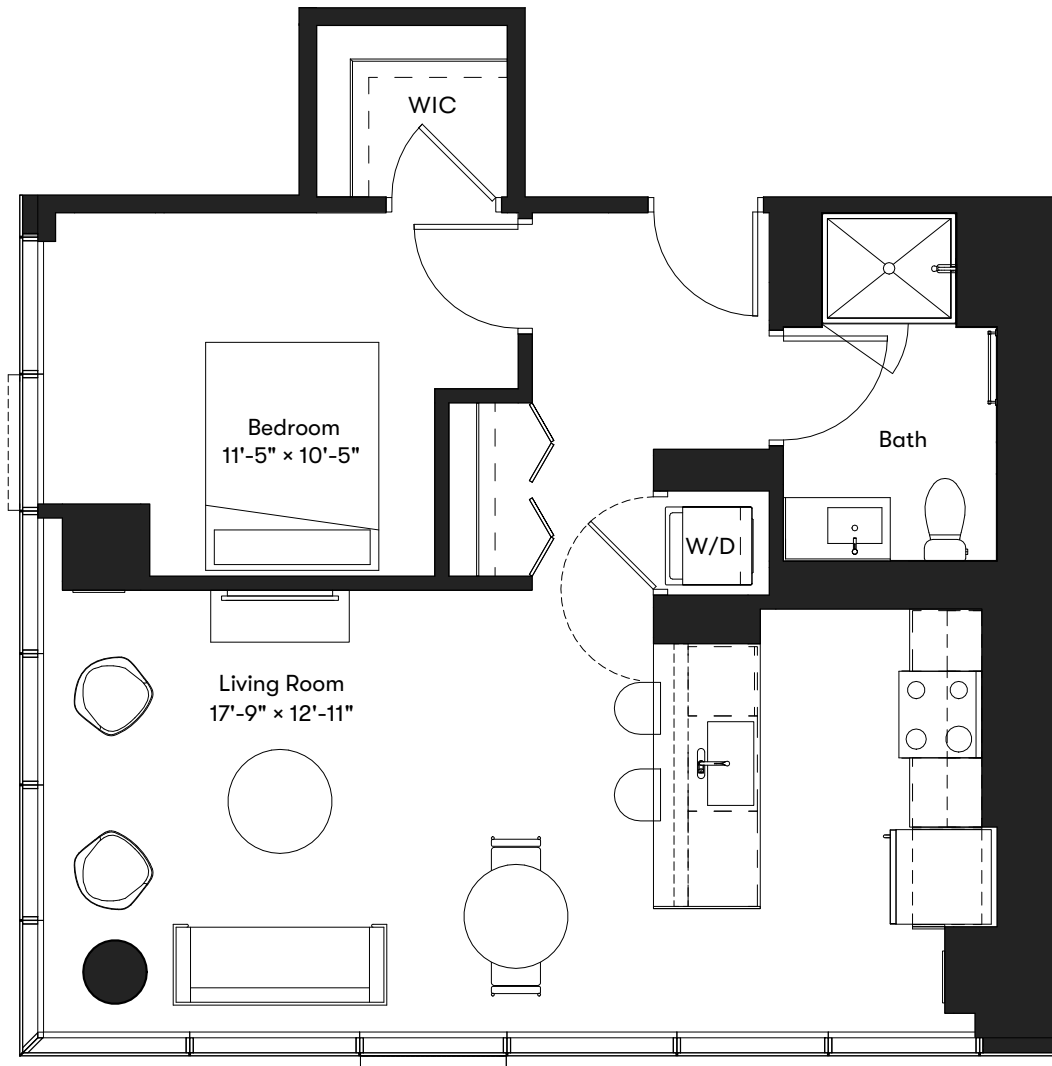 WIC
Bedroom
11'-5" × 10'-5"
Bath
W/D
Living Room
17'-9" × 12'-11"